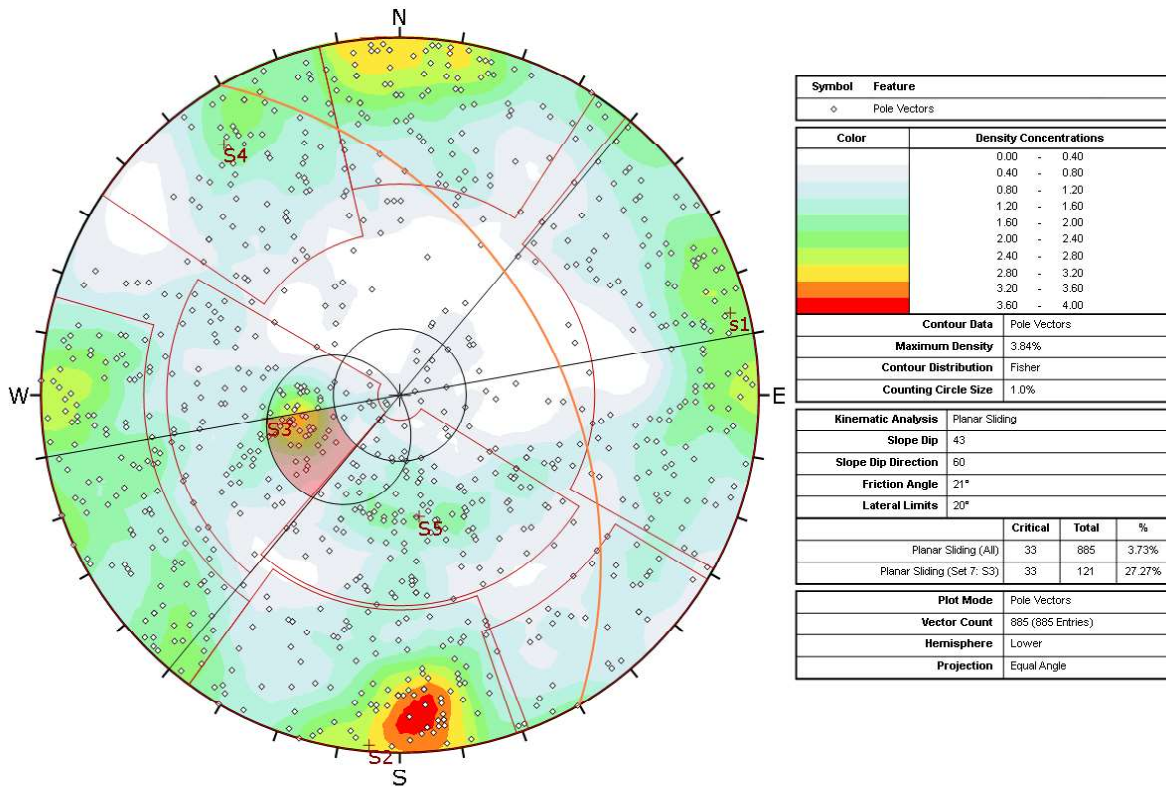 N
S4
s1
W
E
S3
S5
S2
S
Symbol Feature
Pole Vectors
Color Density Concentrations
0.00 - 0.40
0.40 - 0.80
0.80 - 1.20
1.20 - 1.60
1.60 - 2.00
2.00 - 2.40
2.40 - 2.80
2.80 - 3.20
3.20 - 3.60
3.60 - 4.00
Contour Data Pole Vectors
Maximum Density 3.84%
Contour Distribution Fisher
Counting Circle Size 1.0%
Kinematic Analysis Planar Sliding
Slope Dip 43
Slope Dip Direction 60
Friction Angle 21°
Lateral Limits 20°
Critical Total %
Planar Sliding (All) 33 885 3.73%
Planar Sliding (Set 7: S3) 33 121 27.27%
Plot Mode Pole Vectors
Vector Count 885 (885 Entries)
Hemisphere Lower
Projection Equal Angle